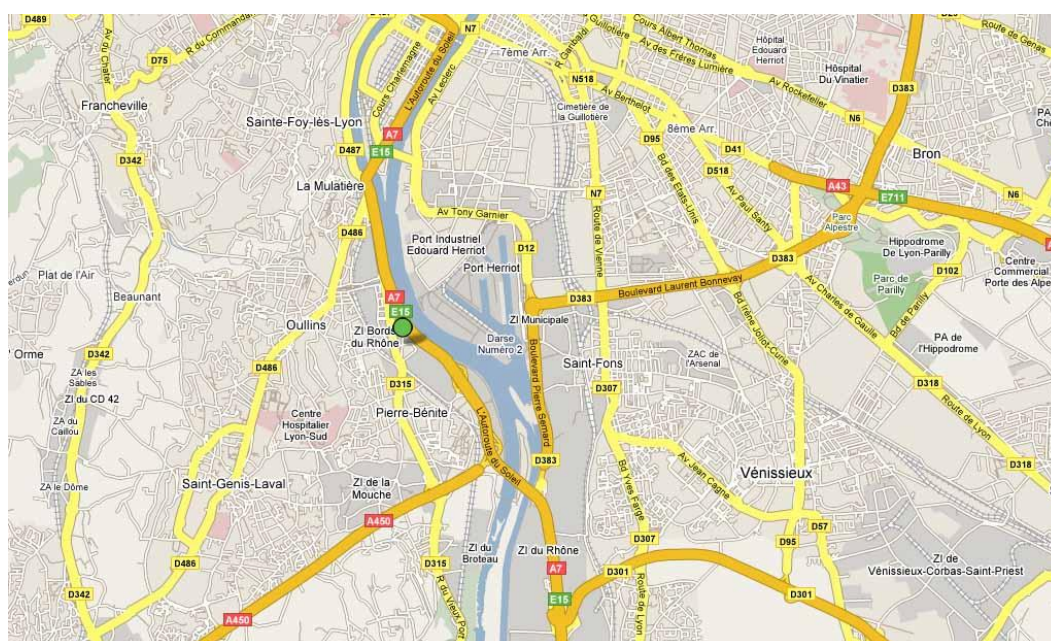 D489
Av du Chater
R du Commandant
D75
Francheville
D342
D487
Cours Charlemagne
L'Autoroute du Soleil
Av Leclerc
N7
7ème Arr.
R Garibaldi
Guillotière
Cours Albert Thomas
Av des Frères Lumière
Hôpital
Edouard
Herriot
Hôpital
Du Vinatier
D29
Route de Genas
D383
N518
Cimetière de
la Guillotière
Av Berthelot
Av Rockefeller
N6
8ème Arr.
D95
D41
D518
Bron
Sainte-Foy-lès-Lyon
A7
E15
D487
La Mulatière
Av Tony Garnier
N7
Route de Vienne
Bd des Etats-Unis
Av Paul Santy
A43
E711
N6
Parc
Alpestre
Hippodrome
De Lyon-Parilly
Centre
Commercial
Porte des Alpes
D486
Port Industriel
Edouard Herriot
Port Herriot
D12
D383
Parc de
Parilly
D102
Bd de Parilly
Plat de l'Air
Beaunant
A7
E15
D383
Boulevard Laurent Bonnevay
Av Charles de Gaulle
Oullins
ZI Bords
du Rhône
Darse
Numéro 2
ZI Municipale
Boulevard Pierre Semard
Bd Irène Joliot-Curie
PA de
l'Hippodrome
Orme
D342
ZA les
Sables
ZI du CD 42
D486
D315
Saint-Fons
ZAC de
l'Arsenal
D307
D318
Route de Lyon
ZA du
Caillou
Centre
Hospitalier
Lyon-Sud
Pierre-Bénite
L'Autoroute du Soleil
D383
Av Jean Cagne
Vénissieux
D318
ZA le Dôme
Saint-Genis-Laval
ZI de la
Mouche
Bd Yves Farge
A450
D57
D486
D315
ZI du
Broteau
ZI du Rhône
D307
D95
A7
D301
ZI de
Vénissieux-Corbas-Saint-Priest
D342
A450
R du Vieux Port
E15
Route de Lyon
D301